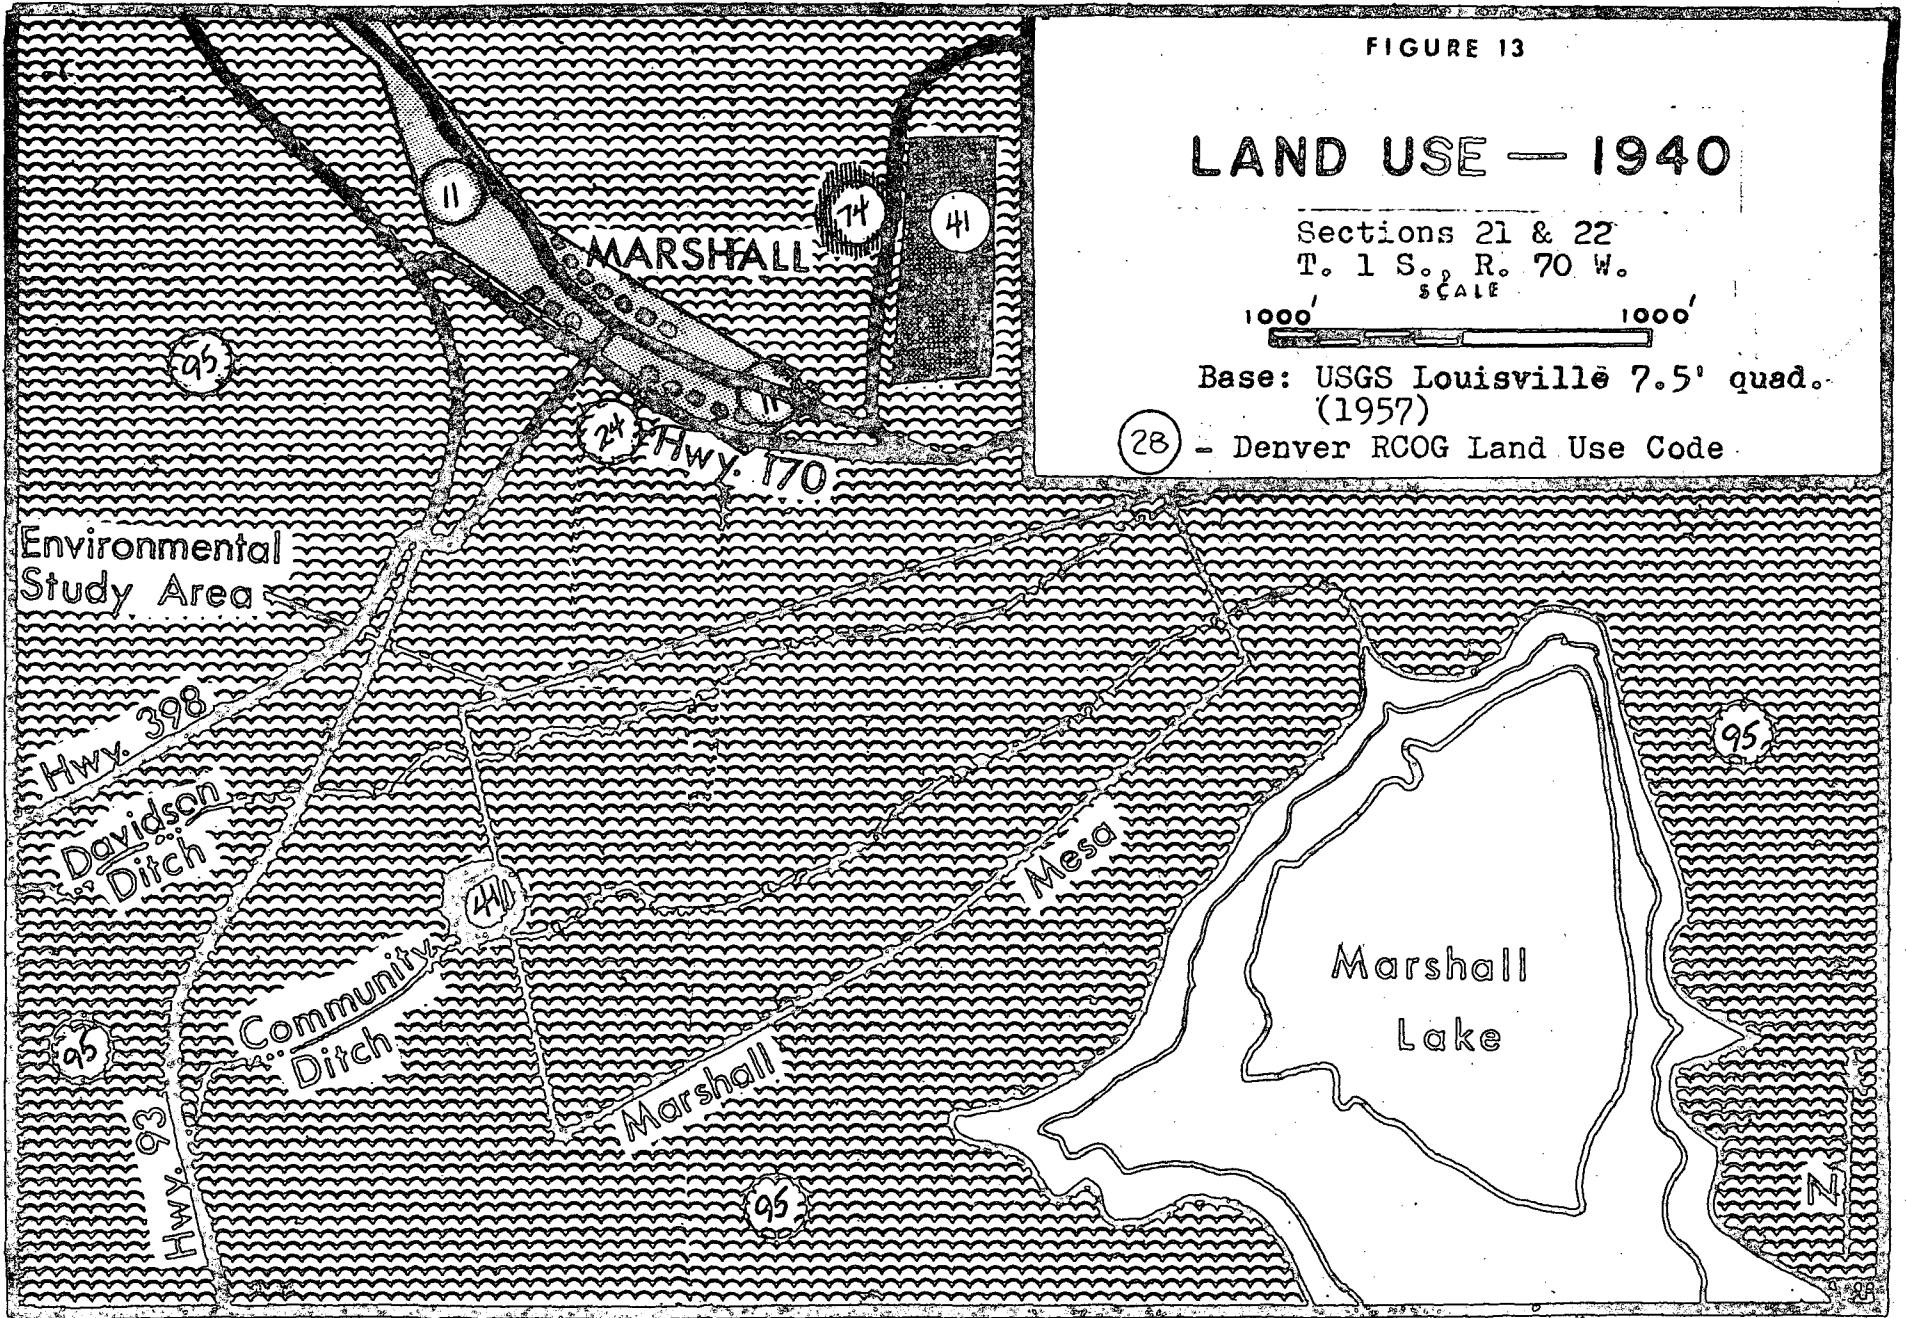 FIGURE 13
LAND USE — 1940
Sections 21 & 22
T. 1 S., R. 70 W.
SCALE
1000' 1000'
Base: USGS Louisville 7.5' quad.
(1957)
28 - Denver RCOG Land Use Code
11
MARSHALL
74
41
95
11
24
Hwy. 170
Environmental
Study Area
Hwy. 398
Davidson
Ditch
95
41
Mesa
Marshall
Lake
Community
Ditch
95
Marshall
Hwy. 93
95
N